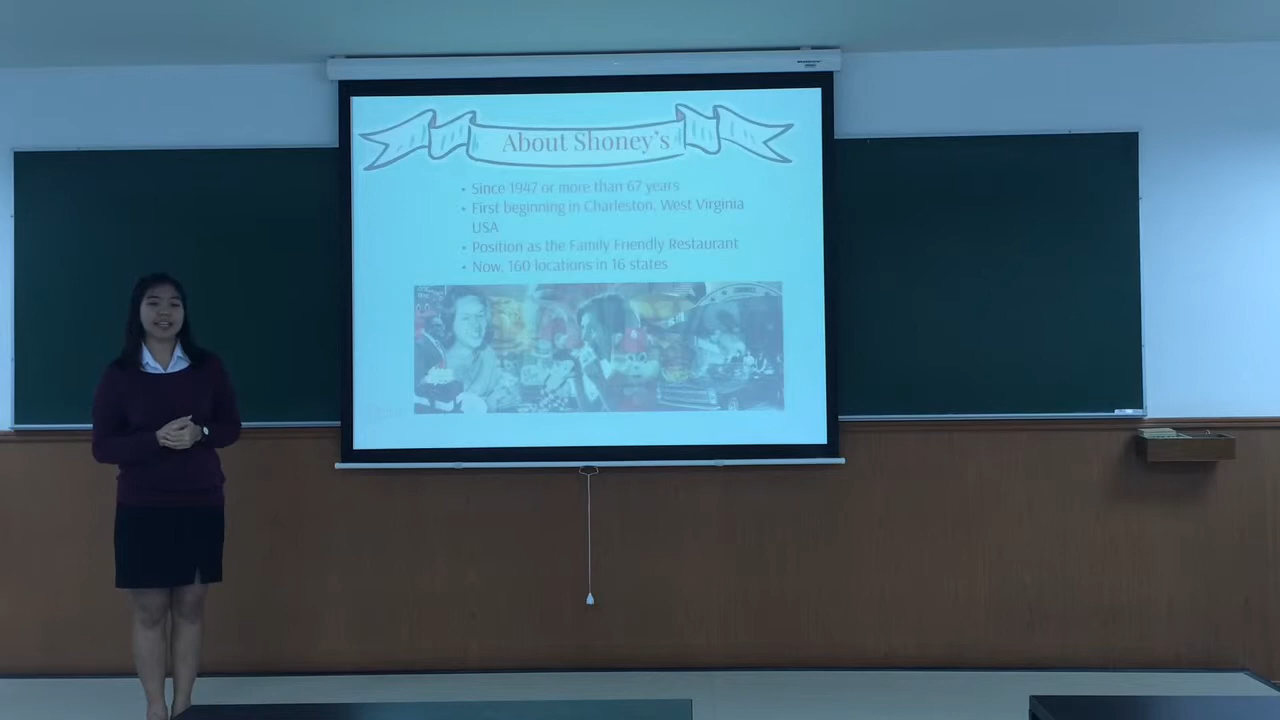 About Shoney's
• Since 1947 or more than 67 years
• First beginning in Charleston, West Virginia
USA
• Position as the Family Friendly Restaurant
• Now, 160 locations in 16 states